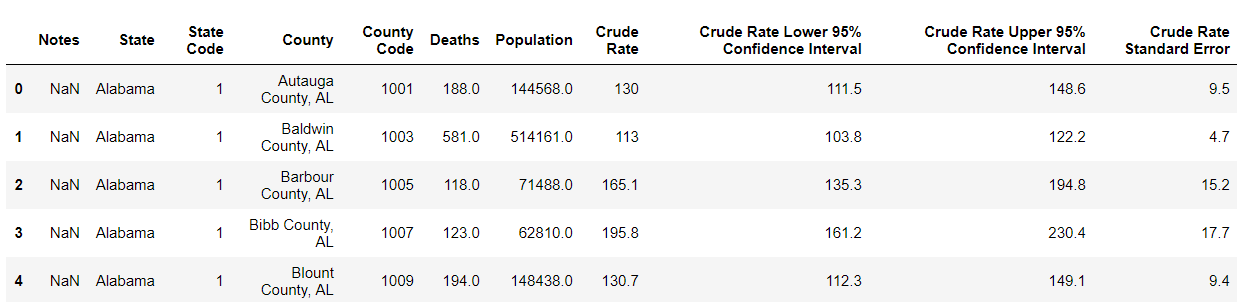 Notes State State Code County County Code Deaths Population Crude Rate Crude Rate Lower 95% Confidence Interval Crude Rate Upper 95% Confidence Interval Crude Rate Standard Error
0 NaN Alabama 1 Autauga County, AL 1001 188.0 144568.0 130 111.5 148.6 9.5
1 NaN Alabama 1 Baldwin County, AL 1003 581.0 514161.0 113 103.8 122.2 4.7
2 NaN Alabama 1 Barbour County, AL 1005 118.0 71488.0 165.1 135.3 194.8 15.2
3 NaN Alabama 1 Bibb County, AL 1007 123.0 62810.0 195.8 161.2 230.4 17.7
4 NaN Alabama 1 Blount County, AL 1009 194.0 148438.0 130.7 112.3 149.1 9.4